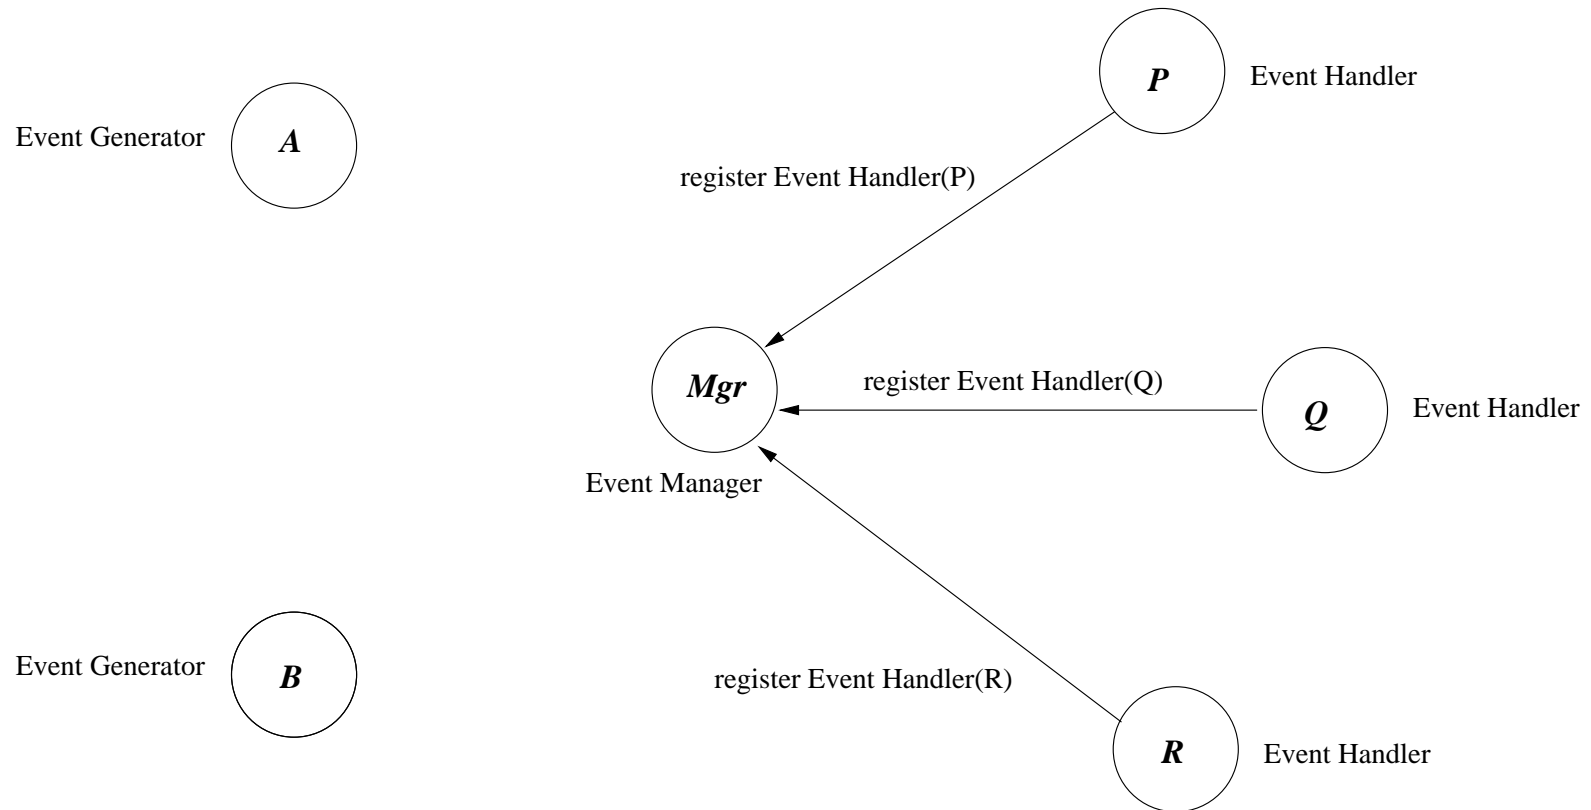 P
Event Handler
Event Generator
A
register Event Handler(P)
Mgr
register Event Handler(Q)
Q
Event Handler
Event Manager
Event Generator
B
register Event Handler(R)
R
Event Handler